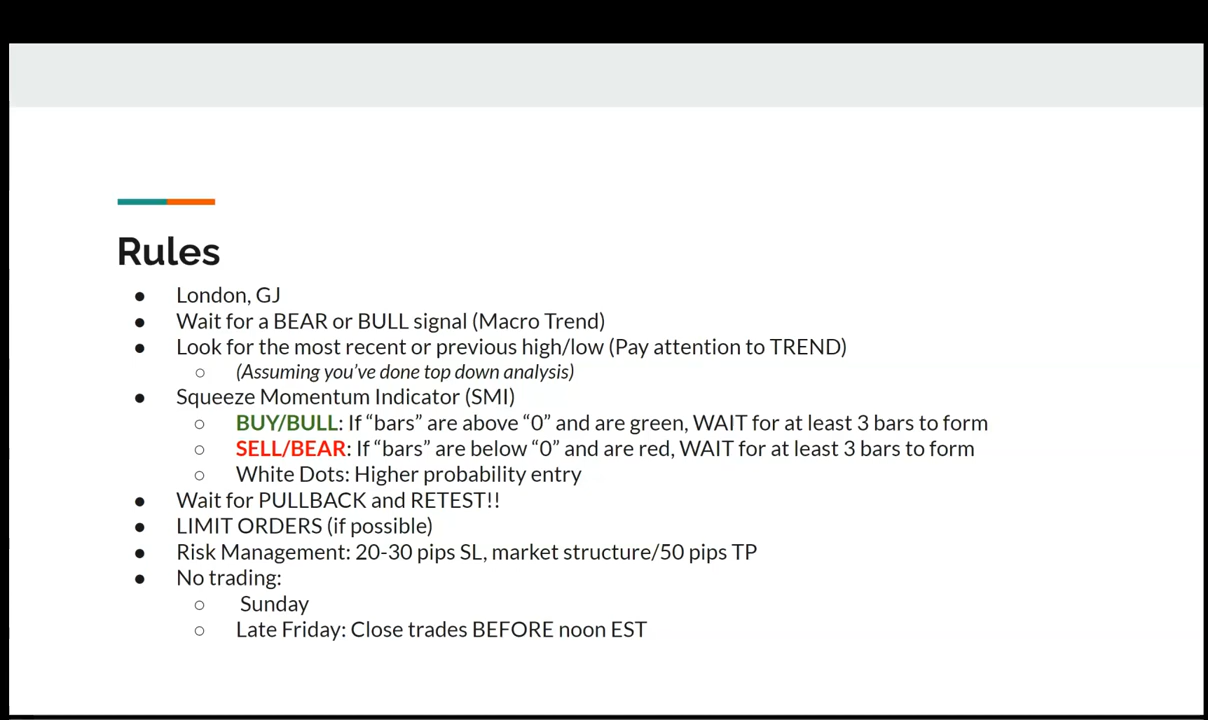 Rules
● London, GJ
● Wait for a BEAR or BULL signal (Macro Trend)
● Look for the most recent or previous high/low (Pay attention to TREND)
○ (Assuming you’ve done top down analysis)
● Squeeze Momentum Indicator (SMI)
○ BUY/BULL: If “bars” are above “0” and are green, WAIT for at least 3 bars to form
○ SELL/BEAR: If “bars” are below “0” and are red, WAIT for at least 3 bars to form
○ White Dots: Higher probability entry
● Wait for PULLBACK and RETEST!!
● LIMIT ORDERS (if possible)
● Risk Management: 20-30 pips SL, market structure/50 pips TP
● No trading:
○ Sunday
○ Late Friday: Close trades BEFORE noon EST